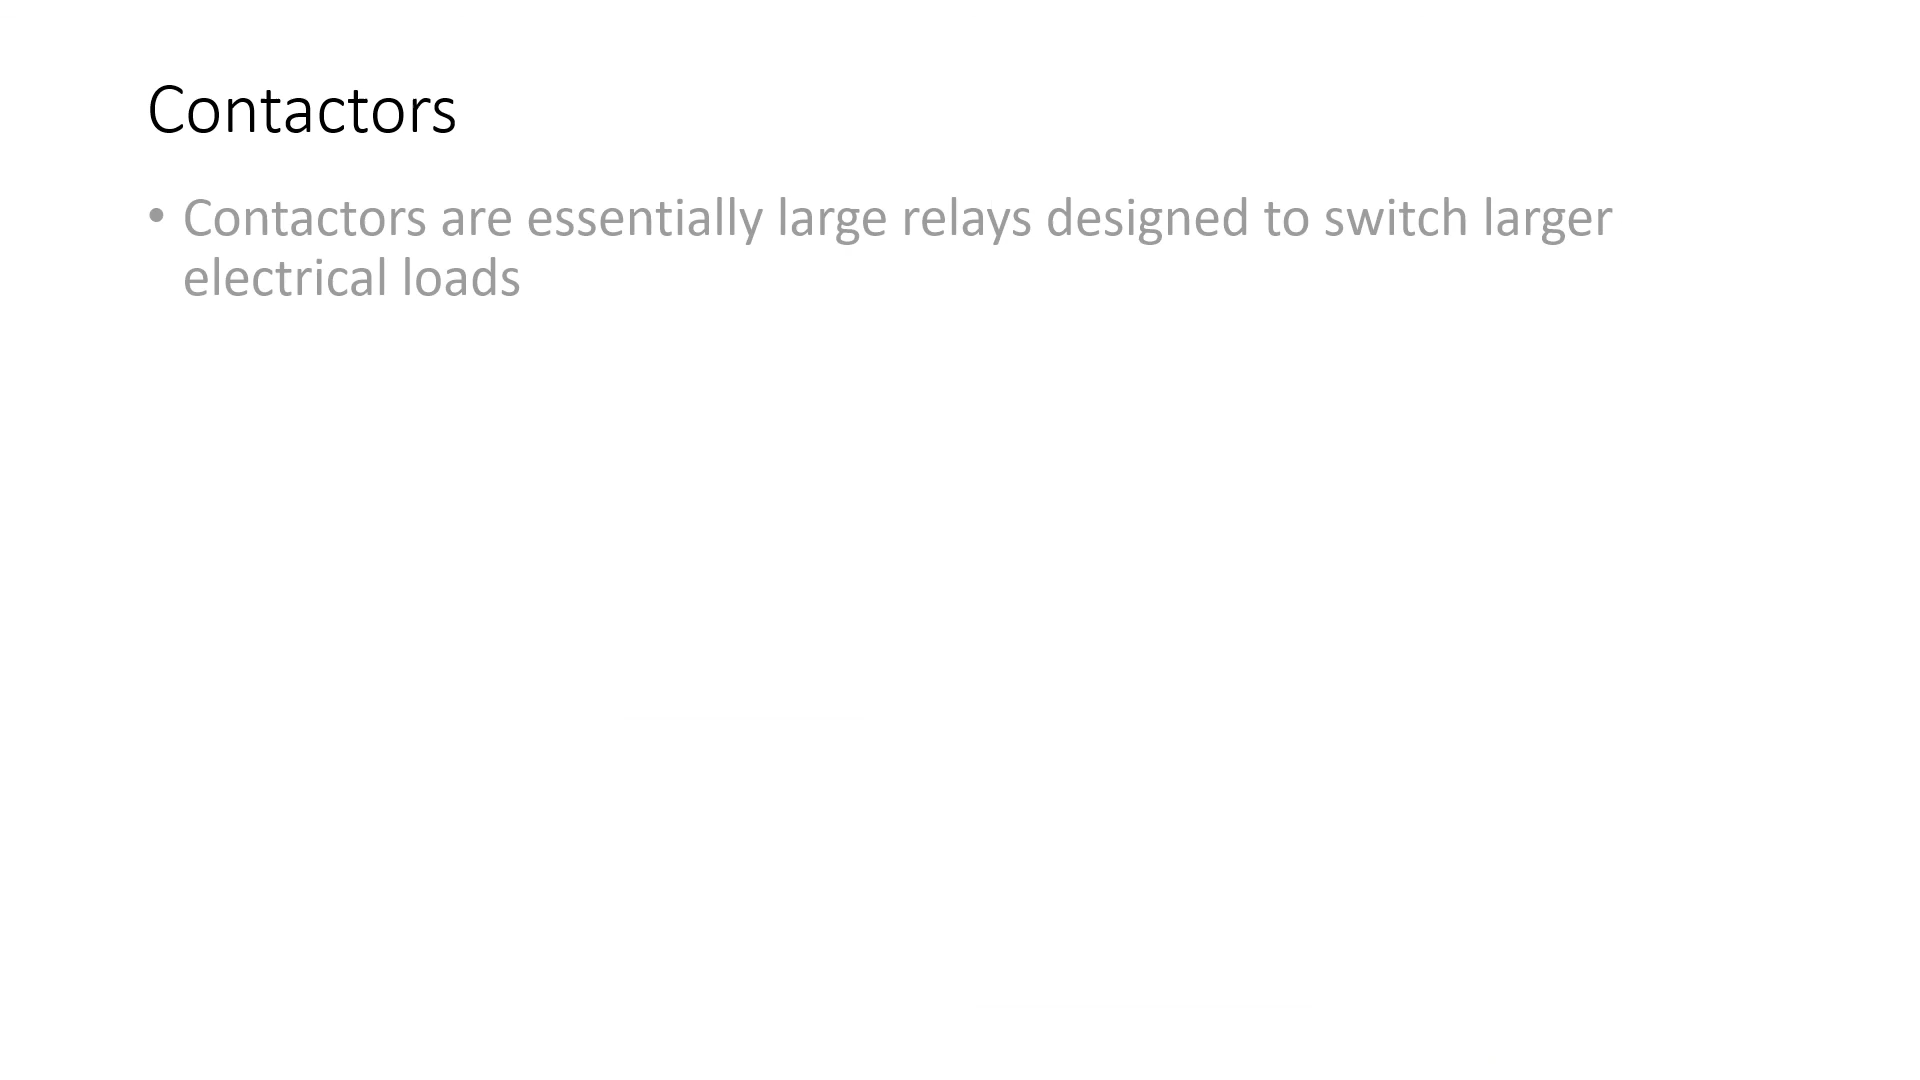 Contactors
• Contactors are essentially large relays designed to switch larger
electrical loads